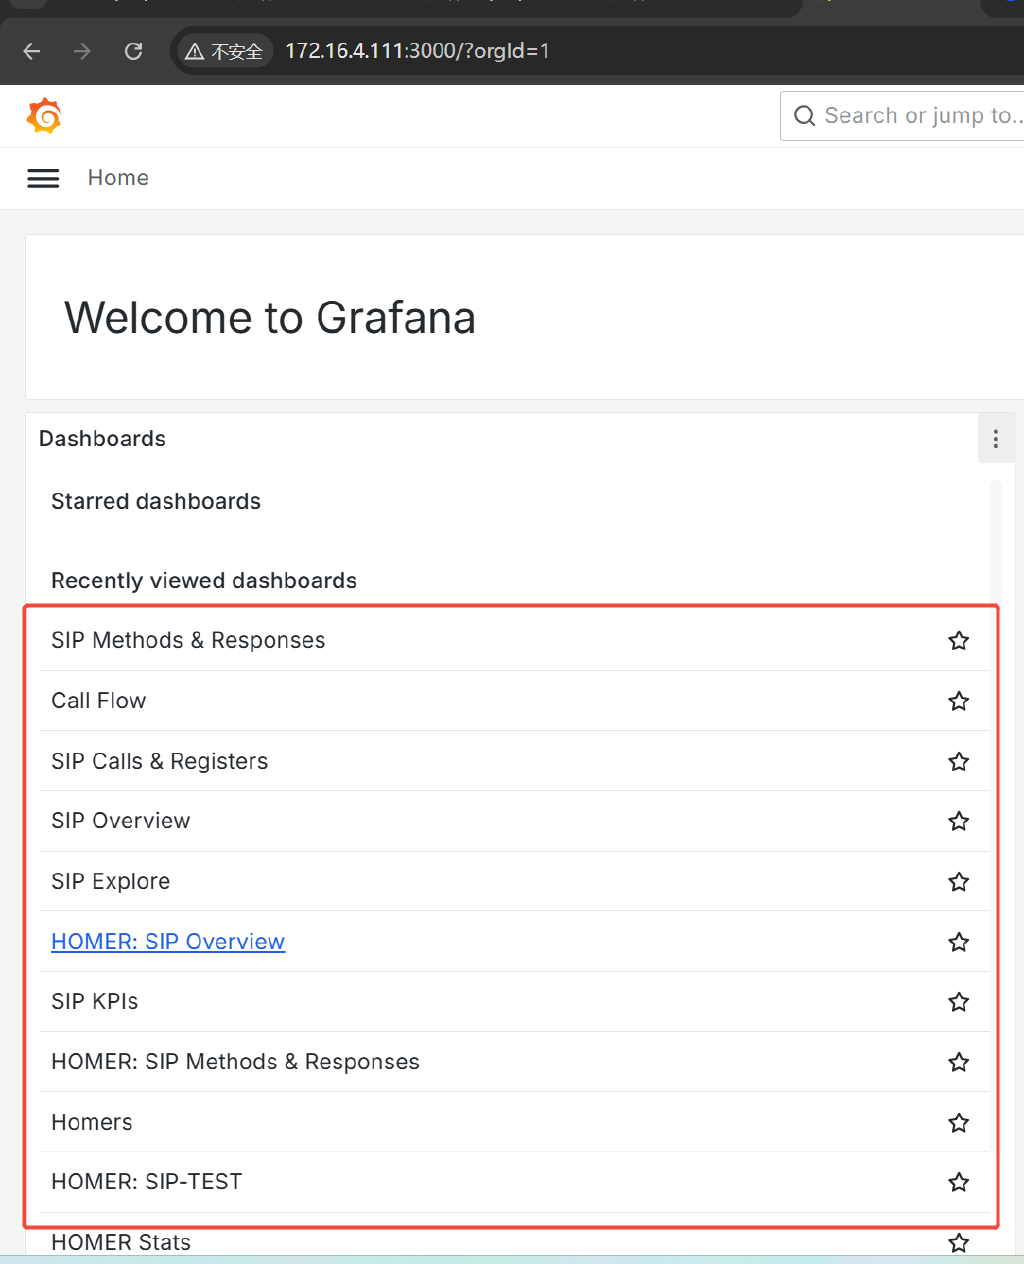 不安全 172.16.4.111:3000/?orgId=1
Search or jump to...
Home
Welcome to Grafana
Dashboards
Starred dashboards
Recently viewed dashboards
SIP Methods & Responses
Call Flow
SIP Calls & Registers
SIP Overview
SIP Explore
HOMER: SIP Overview
SIP KPIs
HOMER: SIP Methods & Responses
Homers
HOMER: SIP-TEST
HOMER Stats